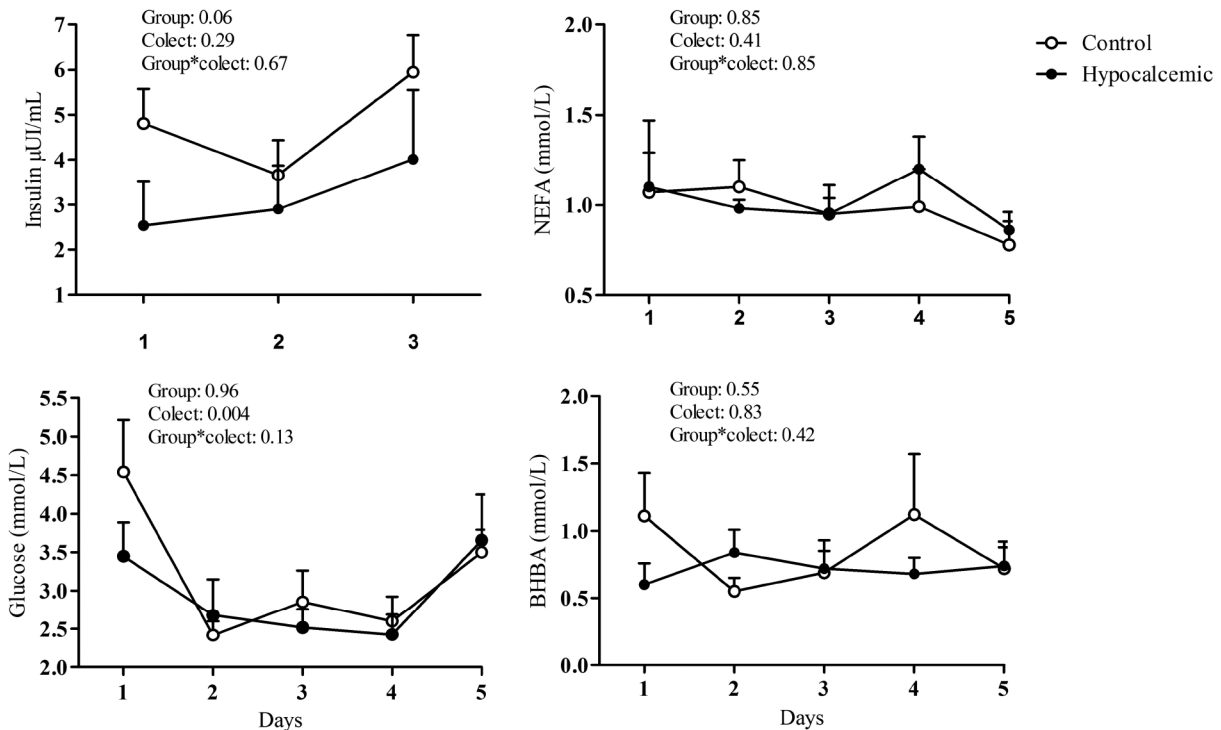 Group: 0.06
Colect: 0.29
Group*colect: 0.67
Insulin µUI/mL
7
6
5
4
3
2
1
1 2 3
Group: 0.85
Colect: 0.41
Group*colect: 0.85
NEFA (mmol/L)
2.0
1.5
1.0
0.5
1 2 3 4 5
Control
Hypocalcemic
Group: 0.96
Colect: 0.004
Group*colect: 0.13
Glucose (mmol/L)
5.5
5.0
4.5
4.0
3.5
3.0
2.5
2.0
1 2 3 4 5
Days
Group: 0.55
Colect: 0.83
Group*colect: 0.42
BHBA (mmol/L)
2.0
1.5
1.0
0.5
0.0
1 2 3 4 5
Days